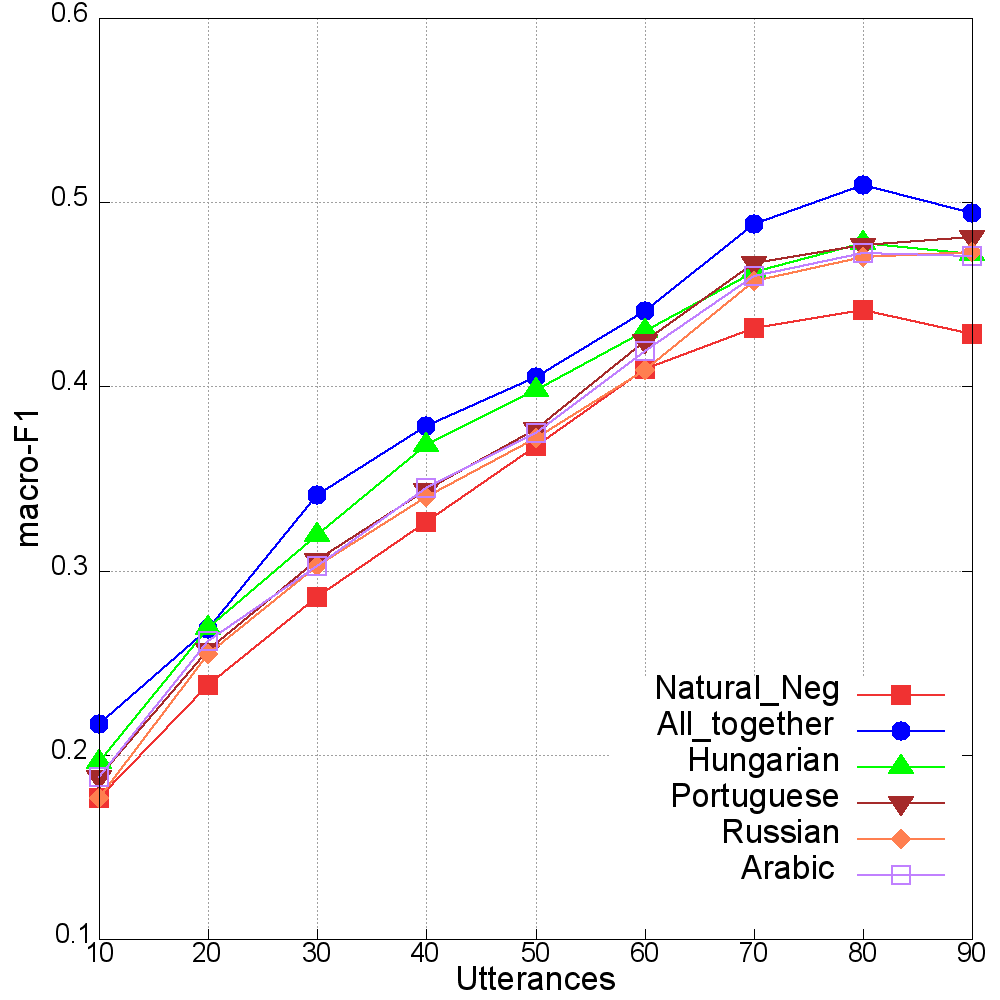 0.6
0.5
0.4
0.3
0.2
0.1
macro-F1
Natural_Neg
All_together
Hungarian
Portuguese
Russian
Arabic
10 20 30 40 50 60 70 80 90
Utterances